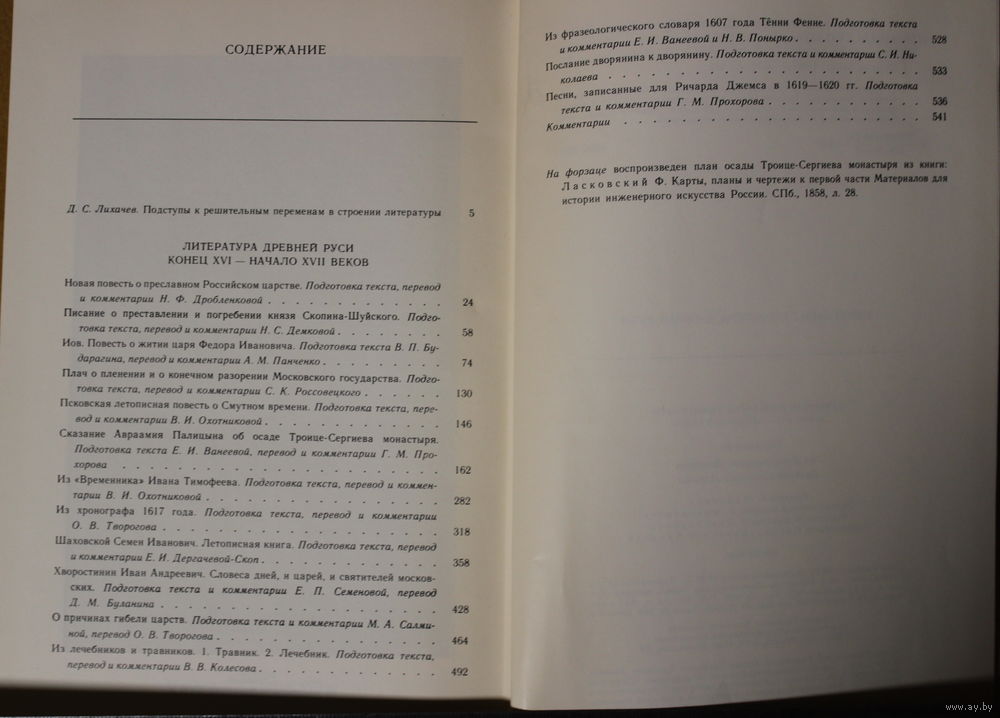 СОДЕРЖАНИЕ
Д. С. Лихачев. Подступы к решительным переменам в строении литературы 5
ЛИТЕРАТУРА ДРЕВНЕЙ РУСИ
КОНЕЦ XVI — НАЧАЛО XVII ВЕКОВ
Новая повесть о преславном Российском царстве. Подготовка текста, перевод
и комментарии Н. Ф. Дробленковой . . . . . . . . . . . . . 24
Писание о преставлении и погребении князя Скопина-Шуйского. Подго-
товка текста, перевод и комментарии Н. С. Демковой . . . . . . . . 58
Иов. Повесть о житии царя Федора Ивановича. Подготовка текста В. П. Бу-
дарагина, перевод и комментарии А. М. Панченко . . . . . . . . . 74
Плач о пленении и о конечном разорении Московского государства. Подго-
товка текста, перевод и комментарии С. К. Россовецкого . . . . . . 130
Псковская летописная повесть о Смутном времени. Подготовка текста, пере-
вод и комментарии В. И. Охотниковой . . . . . . . . . . . . . 146
Сказание Авраамия Палицына об осаде Троице-Сергиева монастыря.
Подготовка текста Е. И. Ванеевой, перевод и комментарии Г. М. Про-
хорова . . . . . . . . . . . . . . . . . . . . . . . 162
Из «Временника» Ивана Тимофеева. Подготовка текста, перевод и коммен-
тарии В. И. Охотниковой . . . . . . . . . . . . . . . . . 282
Из хронографа 1617 года. Подготовка текста, перевод и комментарии
О. В. Творогова . . . . . . . . . . . . . . . . . . . . 318
Шаховской Семен Иванович. Летописная книга. Подготовка текста, перевод
и комментарии Е. И. Дергачевой-Скоп . . . . . . . . . . . . . 358
Хворостинин Иван Андреевич. Словеса дней, и царей, и святителей москов-
ских. Подготовка текста и комментарии Е. П. Семеновой, перевод
Д. М. Буланина . . . . . . . . . . . . . . . . . . . . 428
О причинах гибели царств. Подготовка текста и комментарии М. А. Салми-
ной, перевод О. В. Творогова . . . . . . . . . . . . . . . . 464
Из лечебников и травников. 1. Травник. 2. Лечебник. Подготовка текста,
перевод и комментарии В. В. Колесова . . . . . . . . . . . . . 492
Из фразеологического словаря 1607 года Тённи Фенне. Подготовка текста
и комментарии Е. И. Ванеевой и Н. В. Понырко . . . . . . . . . 528
Послание дворянина к дворянину. Подготовка текста и комментарии С. И. Ни-
колаева . . . . . . . . . . . . . . . . . . . . . . . 533
Песни, записанные для Ричарда Джемса в 1619—1620 гг. Подготовка
текста и комментарии Г. М. Прохорова . . . . . . . . . . . . 536
Комментарии . . . . . . . . . . . . . . . . . . . . . 541
На форзаце воспроизведен план осады Троице-Сергиева монастыря из книги:
Ласковский Ф. Карты, планы и чертежи к первой части Материалов для
истории инженерного искусства России. СПб., 1858, л. 28.
www.ay.by